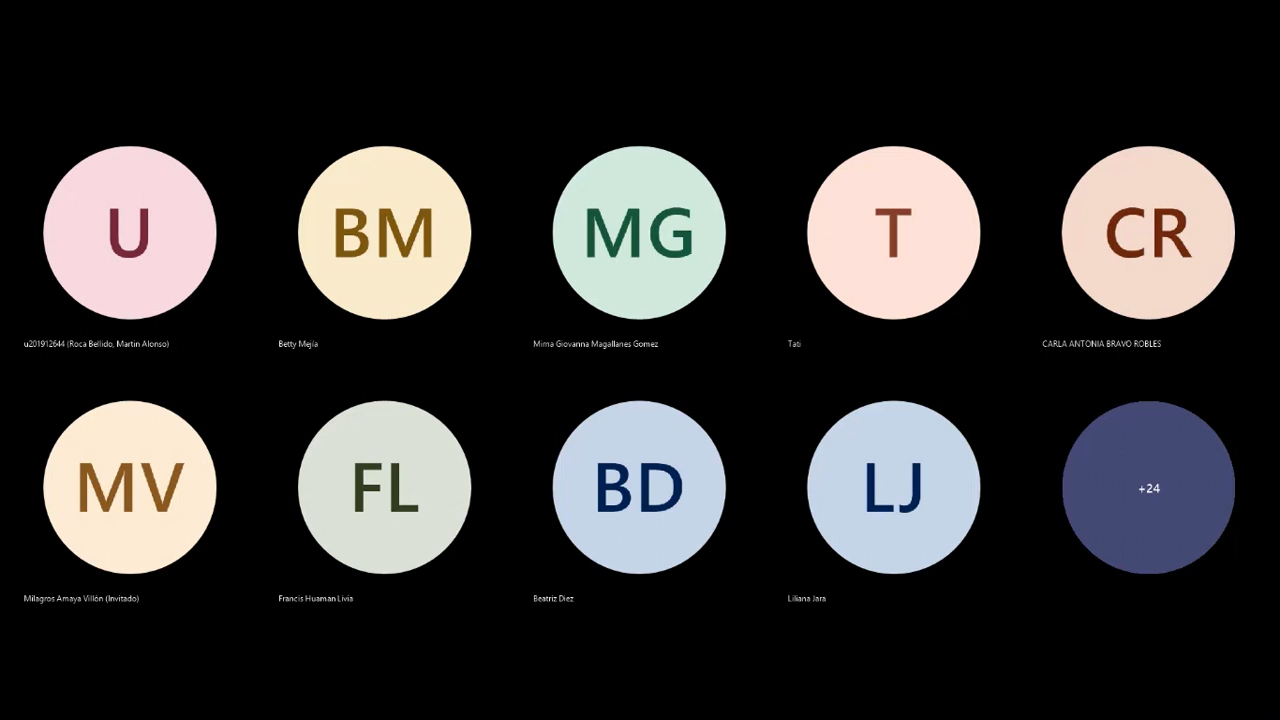 U
BM
MG
T
CR
u201912644 (Roca Bellido, Martin Alonso)
Betty Mejía
Mirna Giovanna Magallanes Gomez
Tati
CARLA ANTONIA BRAVO ROBLES
MV
FL
BD
LJ
+24
Milagros Amaya Villón (Invitado)
Francis Huaman Livia
Beatriz Diez
Liliana Jara